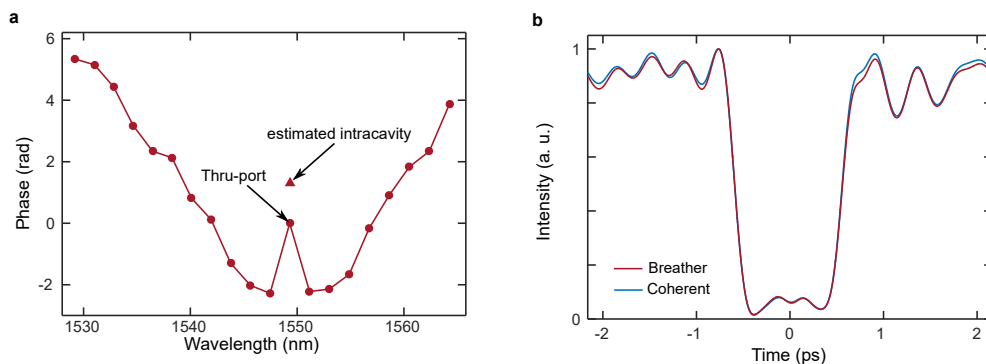 a
6
4
2
0
-2
1530
1540
1550
1560
Phase (rad)
Wavelength (nm)
estimated intracavity
Thru-port
b
1
0
-2
-1
0
1
2
Intensity (a. u.)
Time (ps)
Breather
Coherent